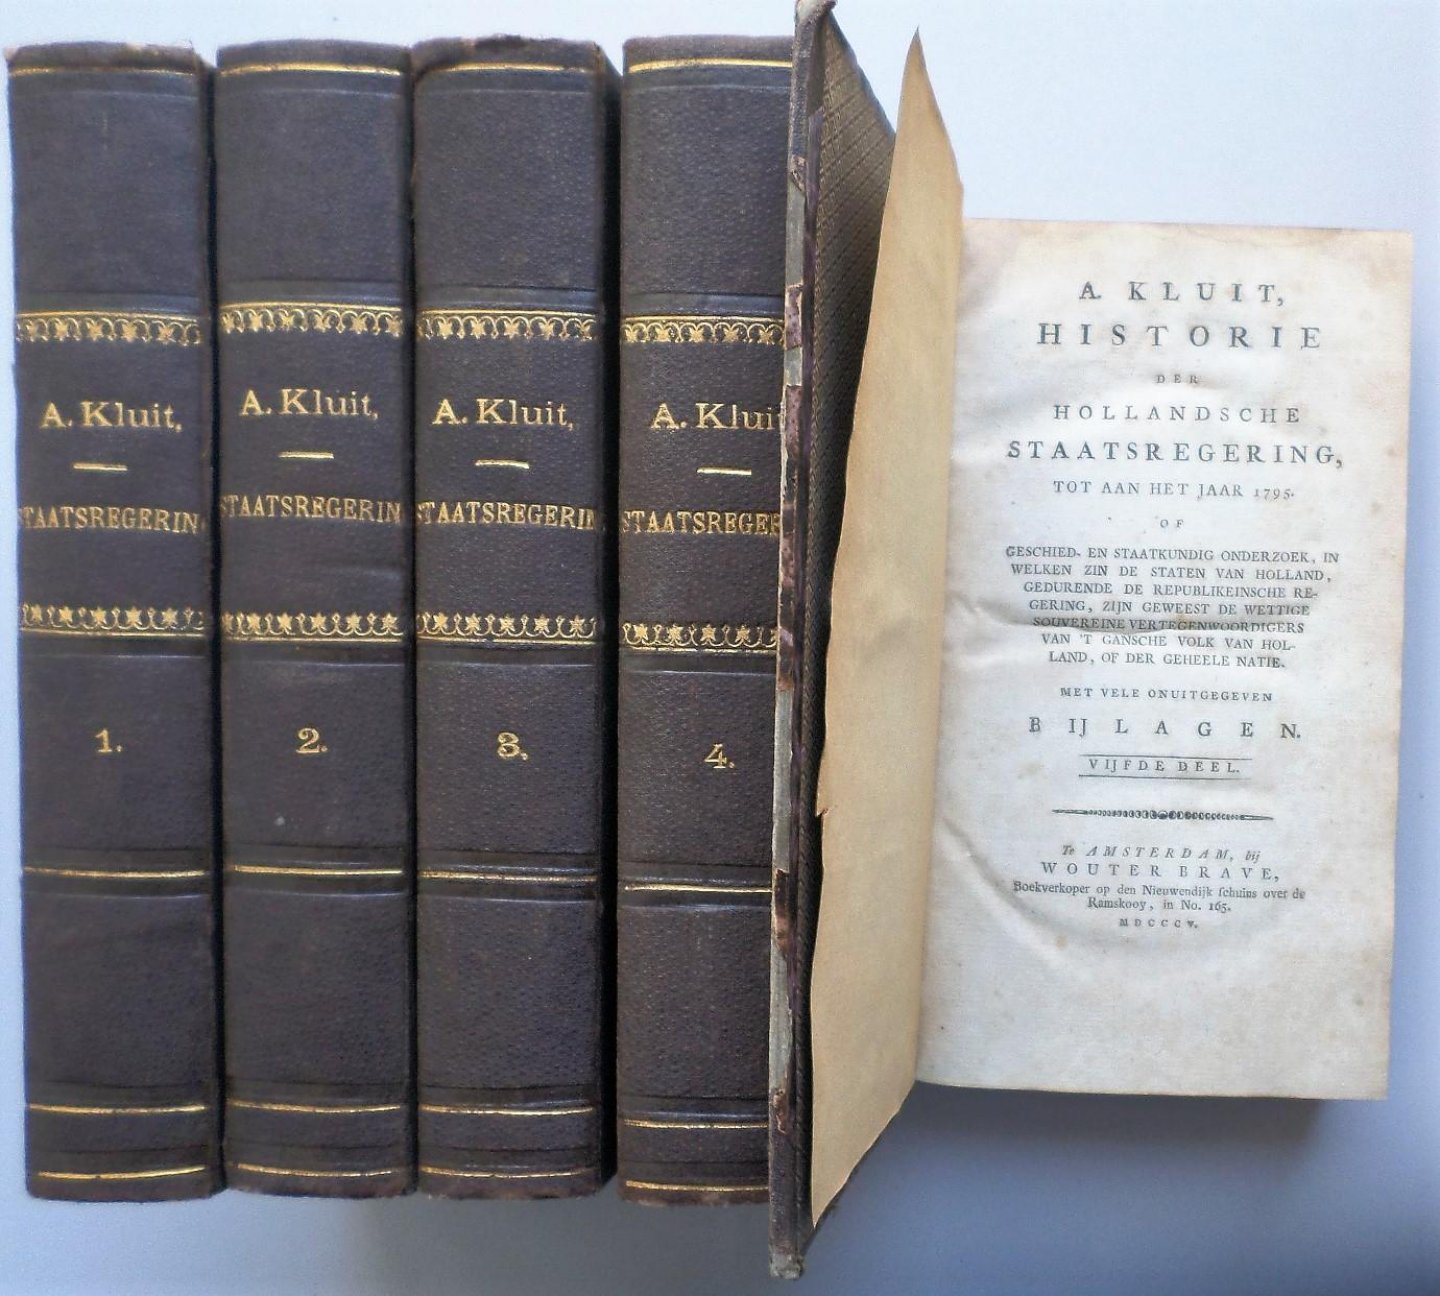 A. Kluit,
STAATSREGERIN
1.
A. Kluit,
STAATSREGERIN
2.
A. Kluit,
STAATSREGERIN
3.
A. Kluit
STAATSREGER
4.
A. KLUIT,
HISTORIE
DER
HOLLANDSCHE
STAATSREGERING,
TOT AAN HET JAAR 1795.
OF
GESCHIED- EN STAATKUNDIG ONDERZOEK, IN
WELKEN ZIN DE STATEN VAN HOLLAND,
GEDURENDE DE REPUBLIKEINSCHE RE-
GERING, ZIJN GEWEEST DE WETTIGE
SOUVEREINE VERTEGENWOORDIGERS
VAN 'T GANSCHE VOLK VAN HOL-
LAND, OF DER GEHEELE NATIE.
MET VELE ONUITGEGEVEN
BIJLAGEN.
VIJFDE DEEL.
Te AMSTERDAM, bij
WOUTER BRAVE,
Boekverkoper op den Nieuwendijk schuins over de
Ramskooy, in No. 165.
MDCCCV.